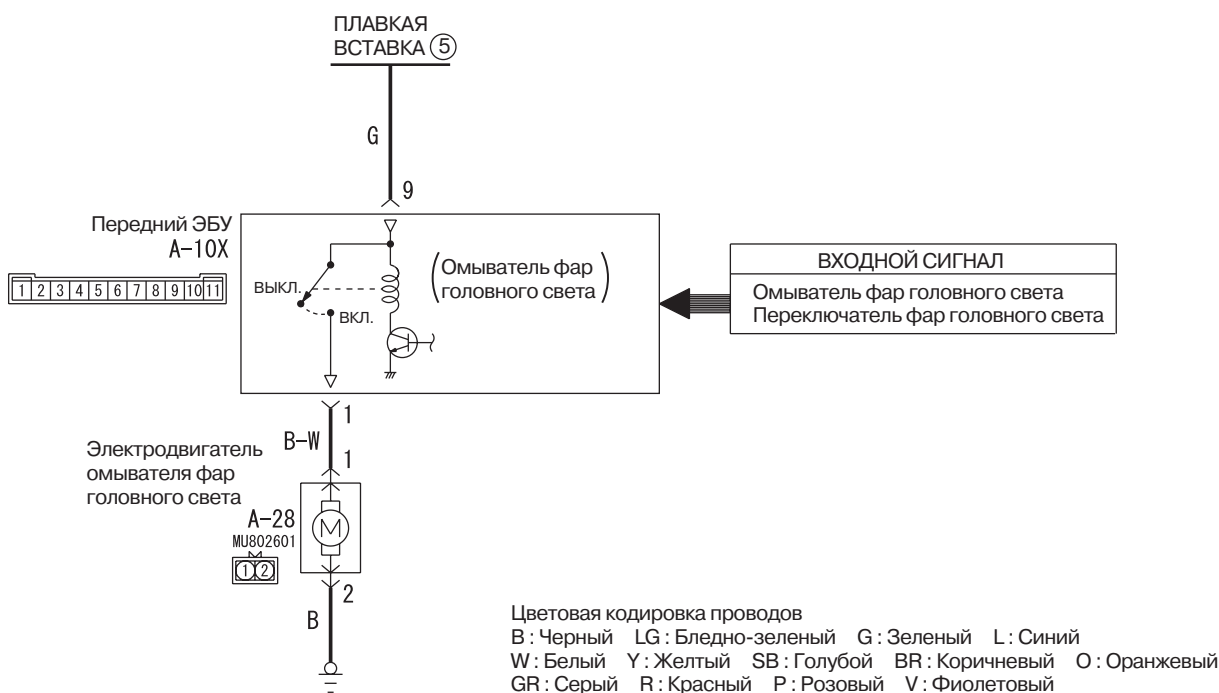 ПЛАВКАЯ
ВСТАВКА ⑤
G
9
Передний ЭБУ
A-10X
1 2 3 4 5 6 7 8 9 10 11
ВЫКЛ.
ВКЛ.
(Омыватель фар
головного света)
ВХОДНОЙ СИГНАЛ
Омыватель фар головного света
Переключатель фар головного света
1
B-W
1
Электродвигатель
омывателя фар
головного света
A-28
MU802601
1 2
M
2
B
Цветовая кодировка проводов
B : Черный LG : Бледно-зеленый G : Зеленый L : Синий
W : Белый Y : Желтый SB : Голубой BR : Коричневый O : Оранжевый
GR : Серый R : Красный P : Розовый V : Фиолетовый